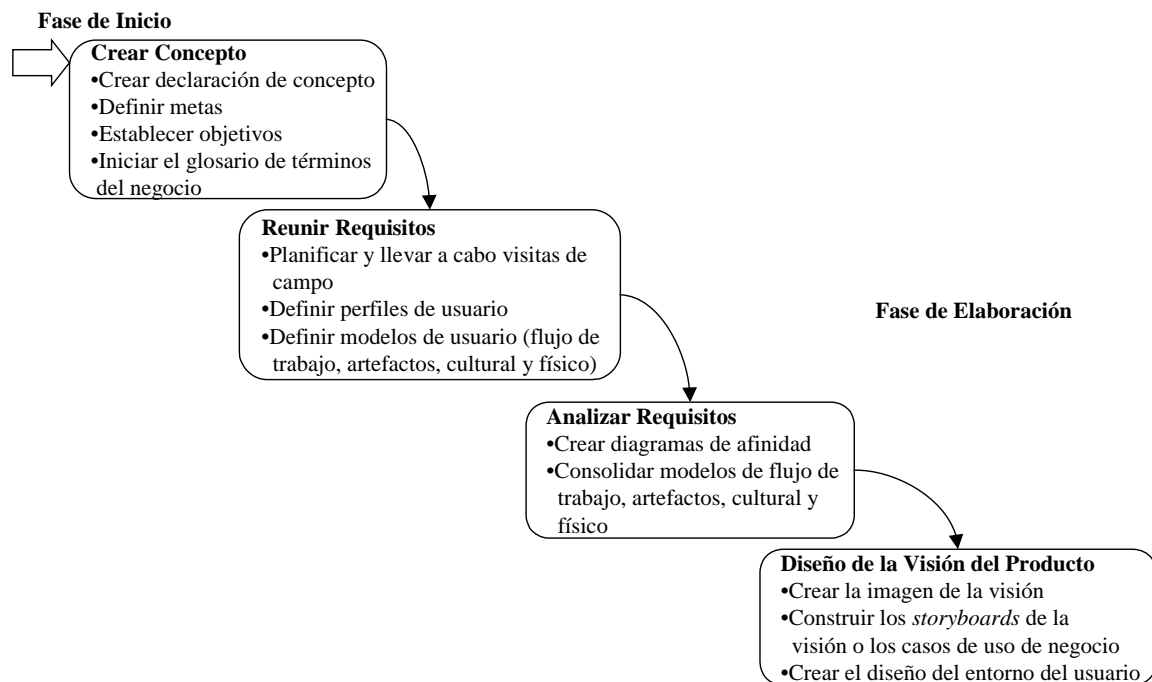 Fase de Inicio
Crear Concepto
•Crear declaración de concepto
•Definir metas
•Establecer objetivos
•Iniciar el glosario de términos
del negocio
Reunir Requisitos
•Planificar y llevar a cabo visitas de
campo
•Definir perfiles de usuario
•Definir modelos de usuario (flujo de
trabajo, artefactos, cultural y físico)
Fase de Elaboración
Analizar Requisitos
•Crear diagramas de afinidad
•Consolidar modelos de flujo de
trabajo, artefactos, cultural y
físico
Diseño de la Visión del Producto
•Crear la imagen de la visión
•Construir los storyboards de la
visión o los casos de uso de negocio
•Crear el diseño del entorno del usuario